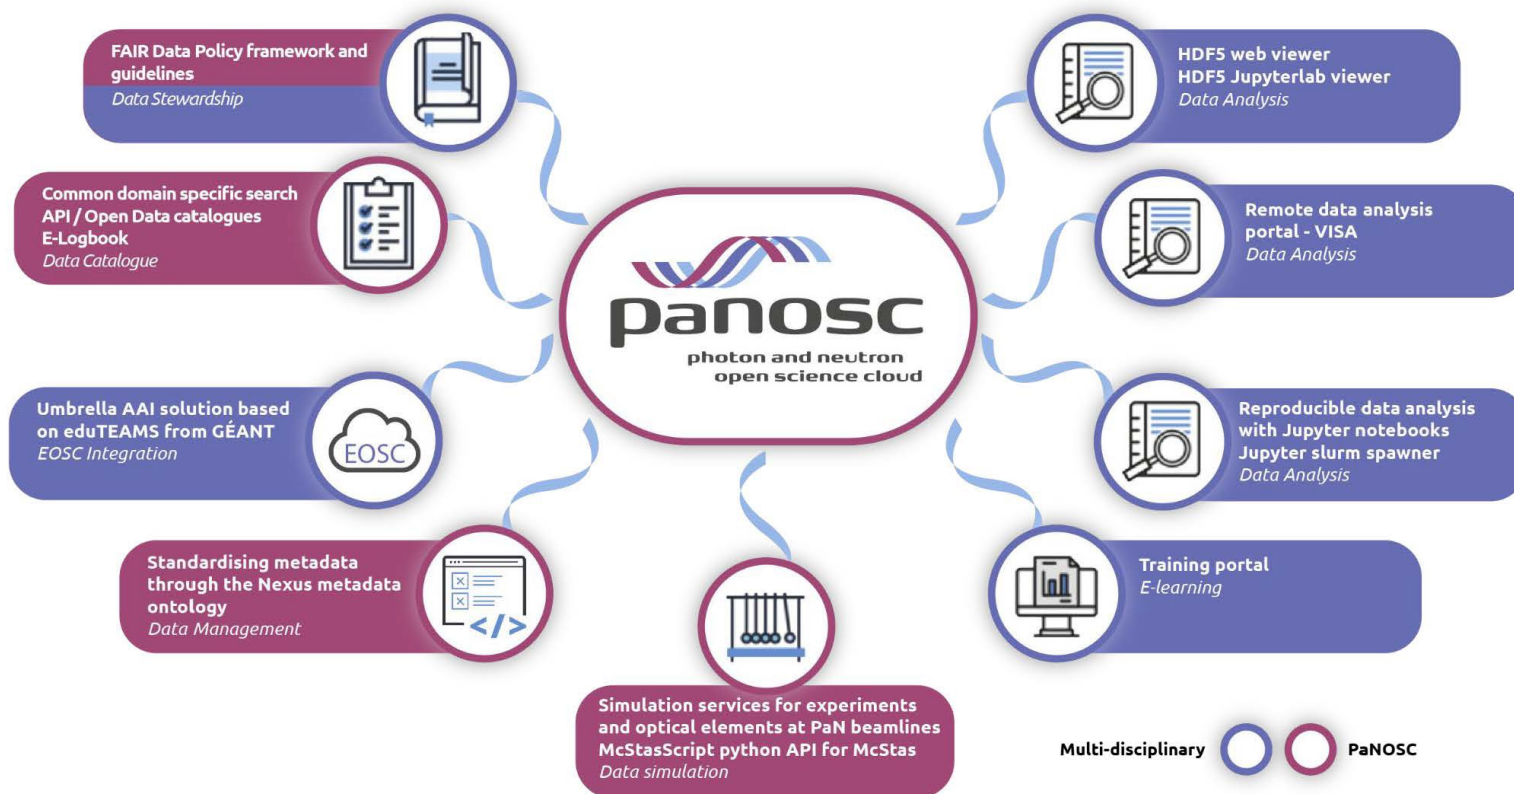 FAIR Data Policy framework and
guidelines
Data Stewardship
Common domain specific search
API / Open Data catalogues
E-Logbook
Data Catalogue
Umbrella AAI solution based
on eduTEAMS from GÉANT
EOSC Integration
EOSC
Standardising metadata
through the Nexus metadata
ontology
Data Management
</>
panosc
photon and neutron
open science cloud
Simulation services for experiments
and optical elements at PaN beamlines
McStasScript python API for McStas
Data simulation
HDF5 web viewer
HDF5 Jupyterlab viewer
Data Analysis
Remote data analysis
portal - VISA
Data Analysis
Reproducible data analysis
with Jupyter notebooks
Jupyter slurm spawner
Data Analysis
Training portal
E-learning
Multi-disciplinary
PaNOSC